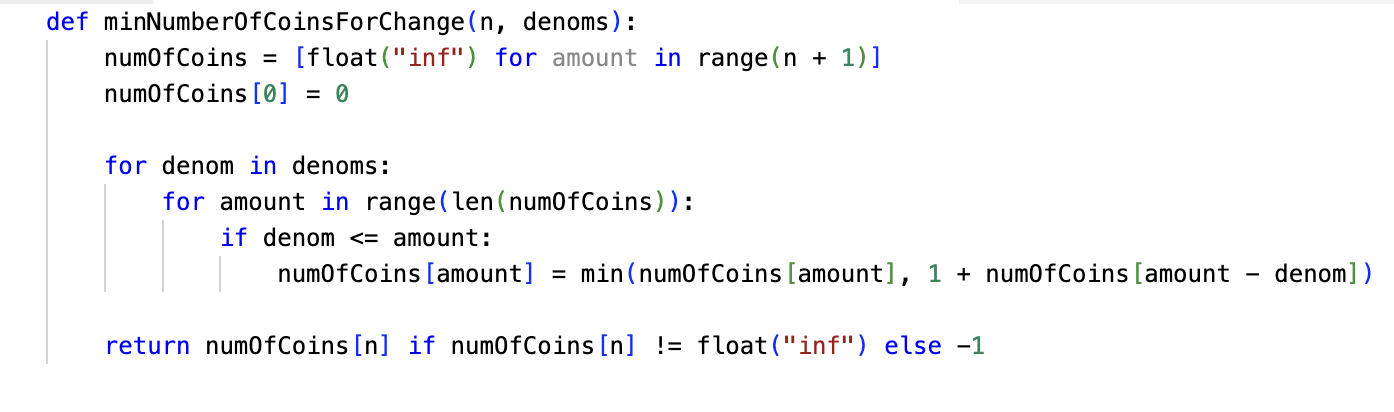 def minNumberOfCoinsForChange(n, denoms):
    numOfCoins = [float("inf") for amount in range(n + 1)]
    numOfCoins[0] = 0

    for denom in denoms:
        for amount in range(len(numOfCoins)):
            if denom <= amount:
                numOfCoins[amount] = min(numOfCoins[amount], 1 + numOfCoins[amount - denom])

    return numOfCoins[n] if numOfCoins[n] != float("inf") else -1